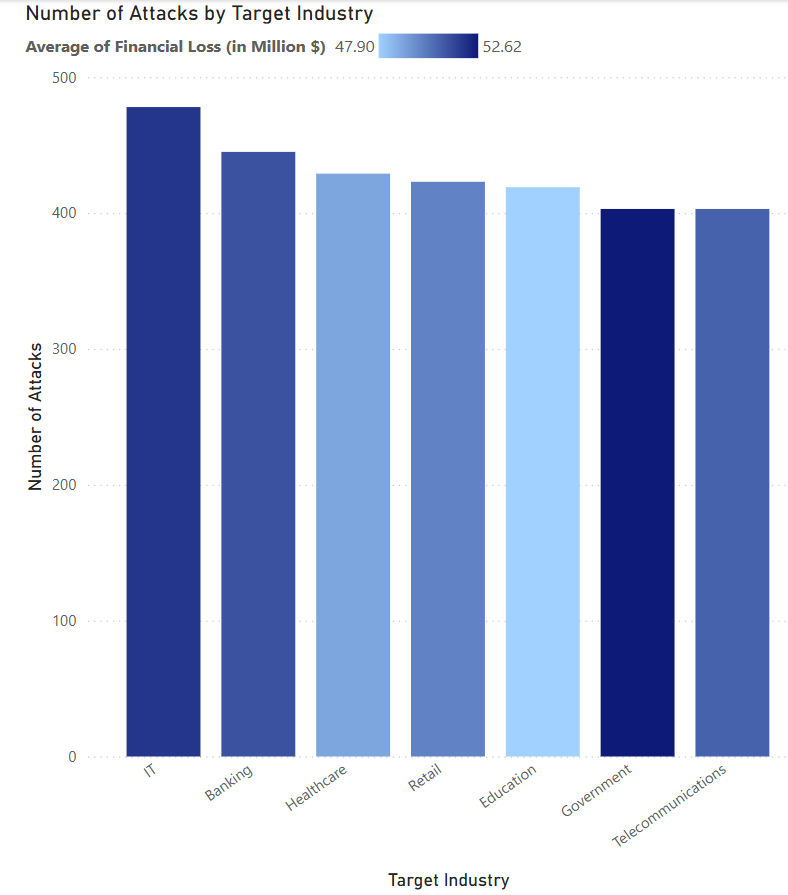 Number of Attacks by Target Industry
Average of Financial Loss (in Million $) 47.90 52.62
500
400
300
200
100
0
Number of Attacks
IT
Banking
Healthcare
Retail
Education
Government
Telecommunications
Target Industry